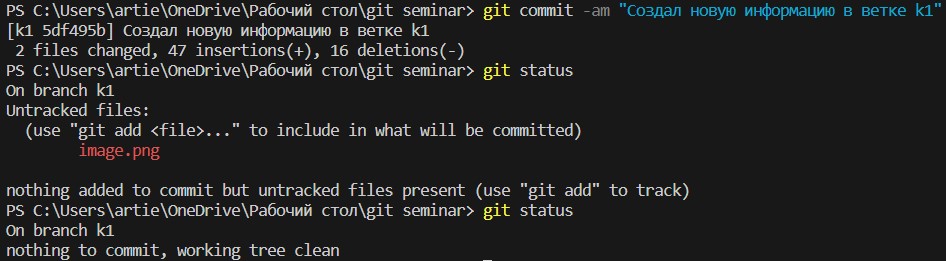 PS C:\Users\artie\OneDrive\Рабочий стол\git seminar> git commit -am "Создал новую информацию в ветке k1"
[k1 5df495b] Создал новую информацию в ветке k1
 2 files changed, 47 insertions(+), 16 deletions(-)
PS C:\Users\artie\OneDrive\Рабочий стол\git seminar> git status
On branch k1
Untracked files:
  (use "git add <file>..." to include in what will be committed)
        image.png

nothing added to commit but untracked files present (use "git add" to track)
PS C:\Users\artie\OneDrive\Рабочий стол\git seminar> git status
On branch k1
nothing to commit, working tree clean